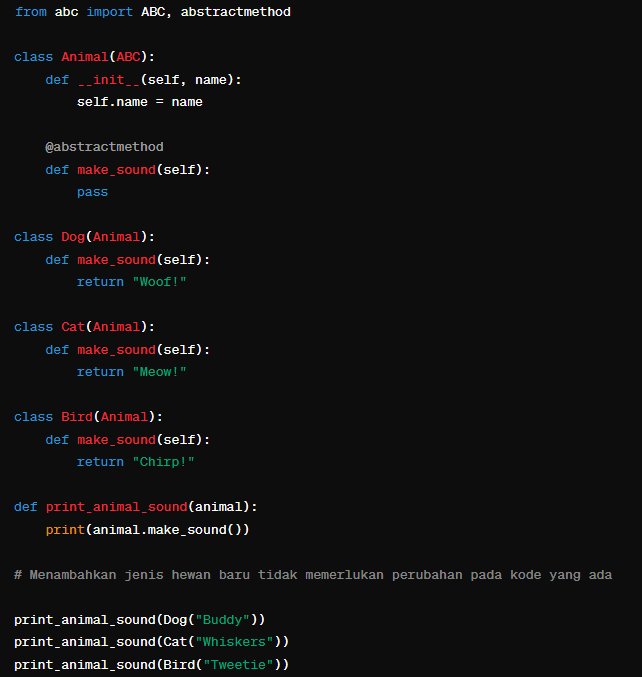 from abc import ABC, abstractmethod

class Animal(ABC):
    def __init__(self, name):
        self.name = name

    @abstractmethod
    def make_sound(self):
        pass

class Dog(Animal):
    def make_sound(self):
        return "Woof!"

class Cat(Animal):
    def make_sound(self):
        return "Meow!"

class Bird(Animal):
    def make_sound(self):
        return "Chirp!"

def print_animal_sound(animal):
    print(animal.make_sound())

# Menambahkan jenis hewan baru tidak memerlukan perubahan pada kode yang ada

print_animal_sound(Dog("Buddy"))
print_animal_sound(Cat("Whiskers"))
print_animal_sound(Bird("Tweetie"))